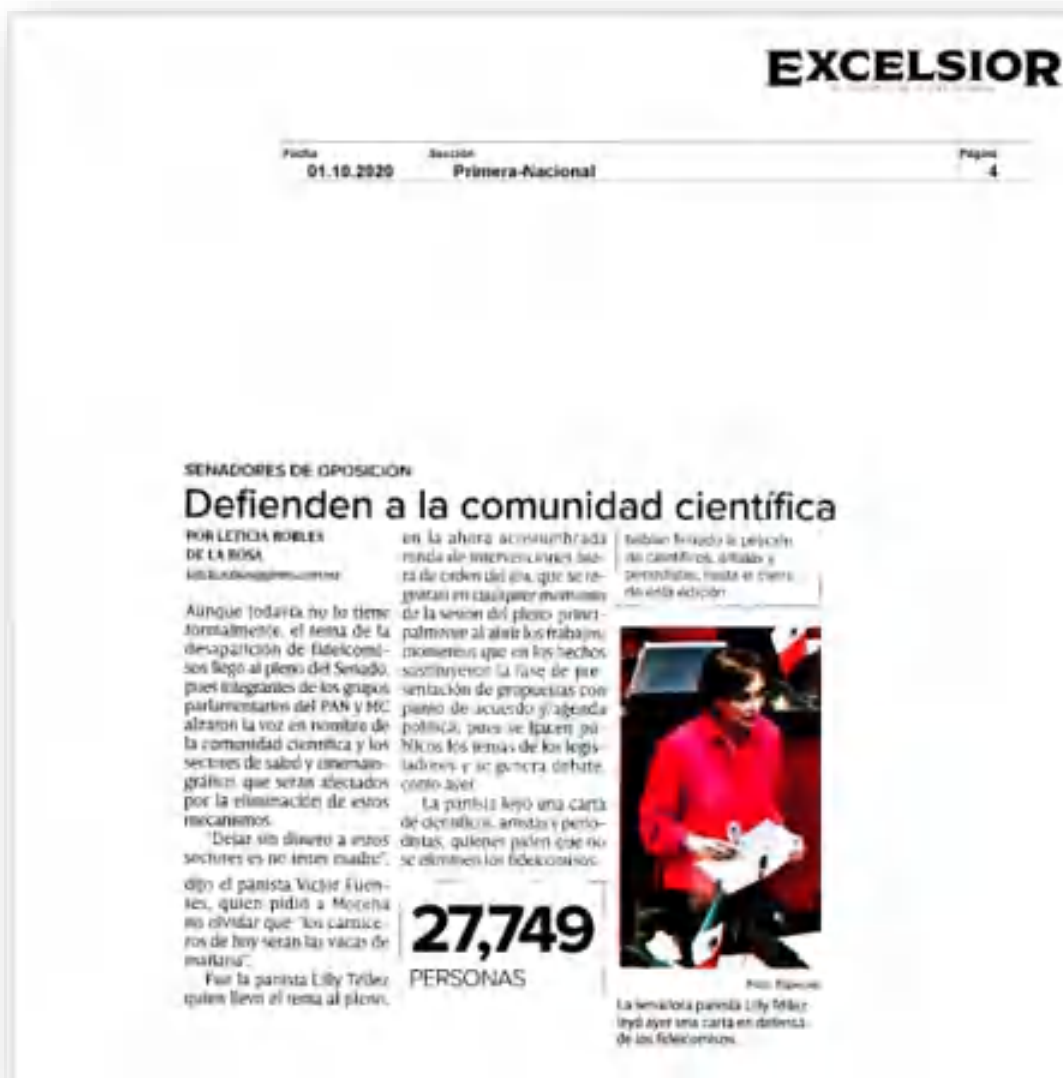 EXCELSIOR
Fecha Sección Página
01.10.2020 Primera-Nacional 4
SENADORES DE OPOSICIÓN
Defienden a la comunidad científica
POR LETICIA ROBLES
DE LA ROSA
Aunque todavía no lo tiene
formalmente, el tema de la
desaparición de fideicomi-
sos llegó al pleno del Senado,
pues integrantes de los grupos
parlamentarios del PAN y MC
alzaron la voz en nombre de
la comunidad científica y los
sectores de salud y cinemato-
gráfico, que serán afectados
por la eliminación de estos
mecanismos.
"Dejar sin dinero a estos
sectores es no tener madre",
dijo el panista Víctor Fuen-
tes, quien pidió a Morena
no olvidar que "los carnice-
ros de hoy serán las vacas de
mañana".
Fue la panista Lilly Téllez
quien llevó el tema al pleno,
en la ahora acostumbrada
ronda de intervenciones fue-
ra de orden del día, que se re-
gistran en cualquier momento
de la sesión del pleno, princi-
palmente al abrir los trabajos;
momentos que en los hechos
sustituyeron la fase de pre-
sentación de propuestas con
punto de acuerdo y agenda
política, pues se hacen pú-
blicos los temas de los legis-
ladores y se genera debate,
como ayer.
La panista leyó una carta
de científicos, artistas y perio-
distas, quienes piden que no
se eliminen los fideicomisos.
27,749
PERSONAS
habían firmado la petición
de científicos, artistas y
periodistas, hasta el cierre
de esta edición
Foto: Especial
La senadora panista Lilly Téllez
leyó ayer una carta en defensa
de los fideicomisos.